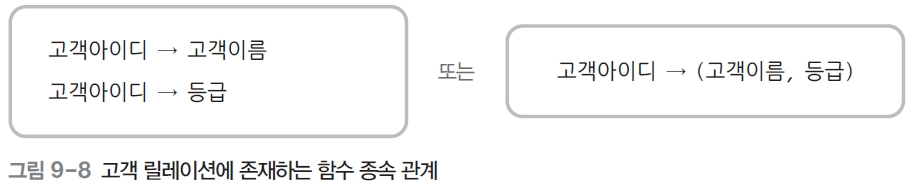 고객아이디 → 고객이름
고객아이디 → 등급
또는
고객아이디 → (고객이름, 등급)
그림 9-8 고객 릴레이션에 존재하는 함수 종속 관계